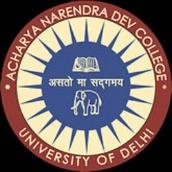 ACHARYA NARENDRA DEV COLLEGE
असतो मा सद्गमय
UNIVERSITY OF DELHI